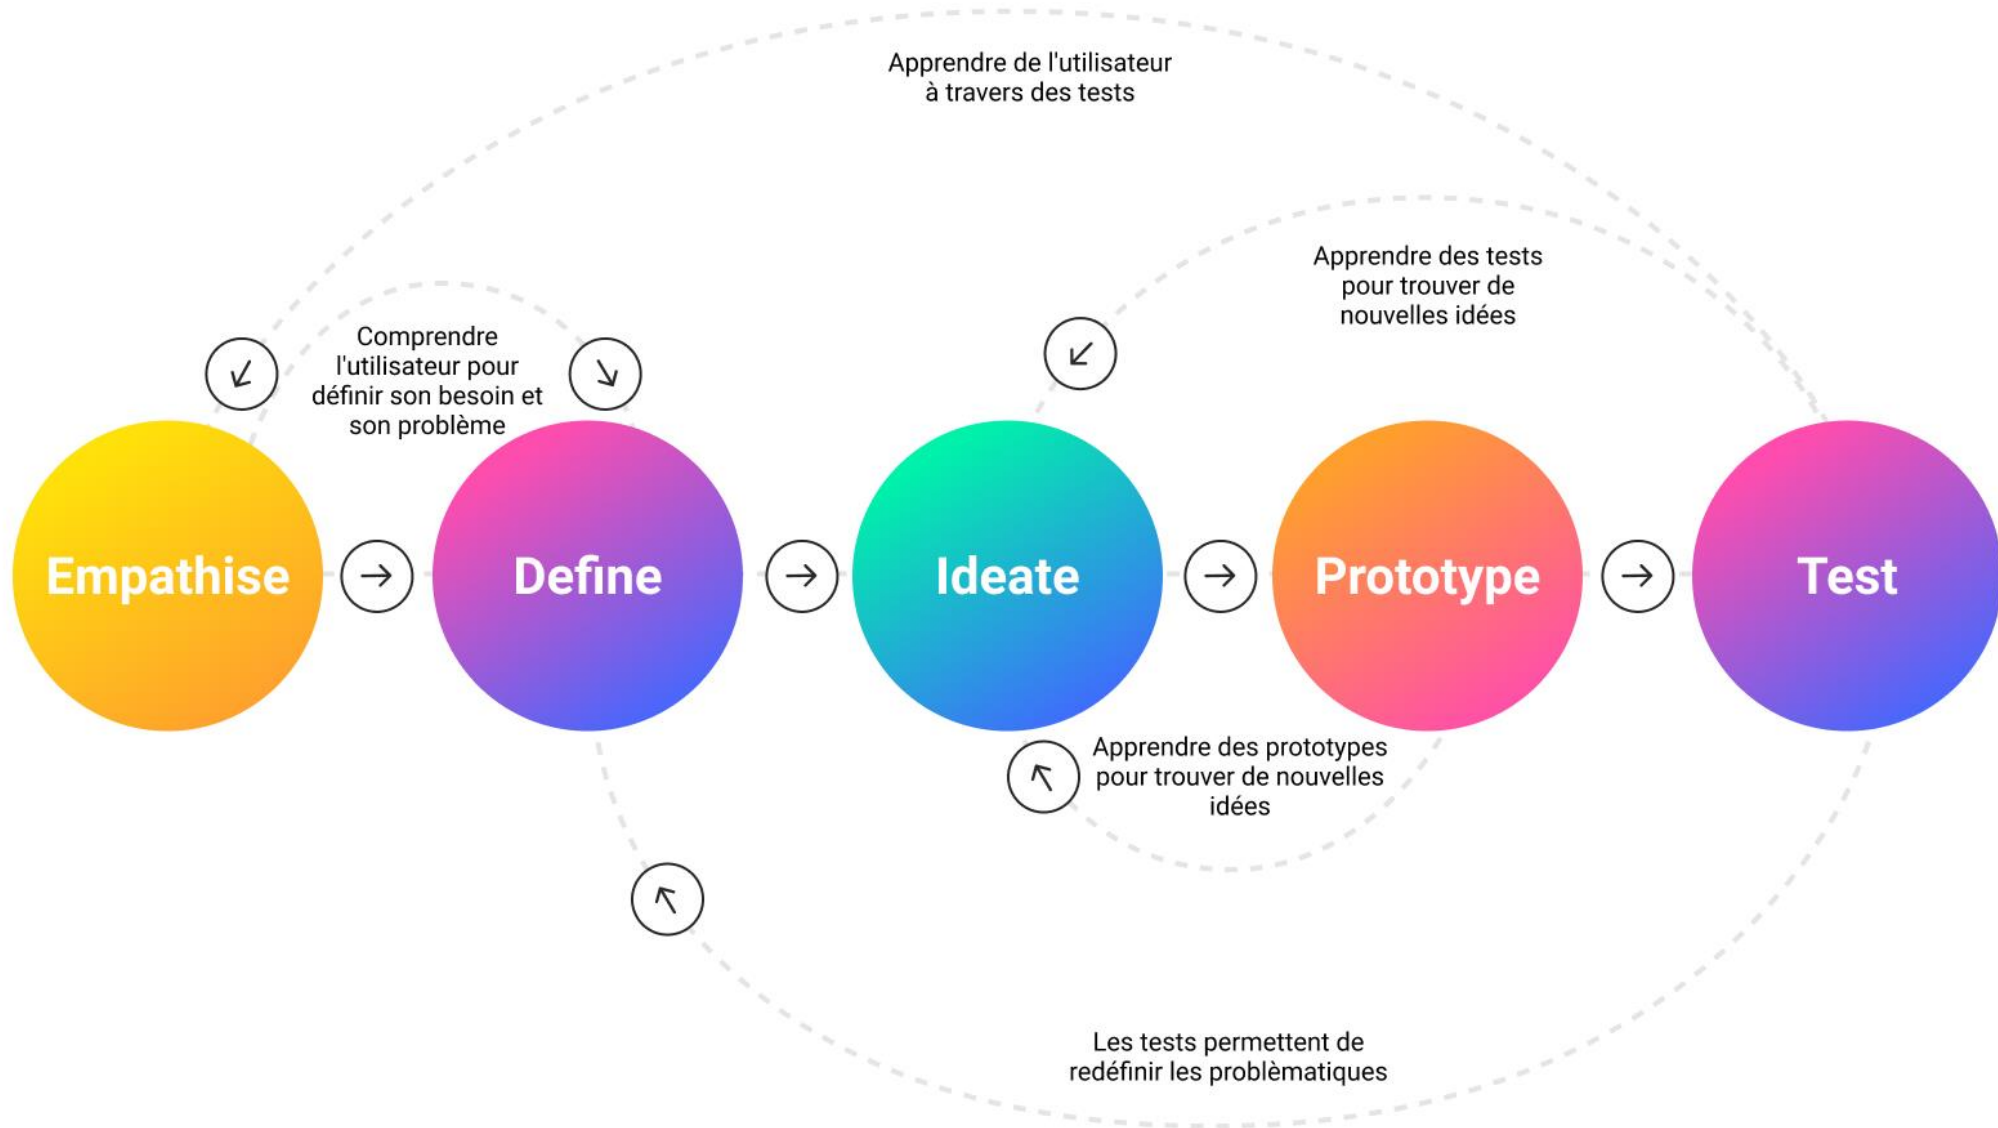 Apprendre de l'utilisateur
à travers des tests
Apprendre des tests
pour trouver de
nouvelles idées
Comprendre
l'utilisateur pour
définir son besoin et
son problème
Empathise
Define
Ideate
Prototype
Test
Apprendre des prototypes
pour trouver de nouvelles
idées
Les tests permettent de
redéfinir les problèmatiques